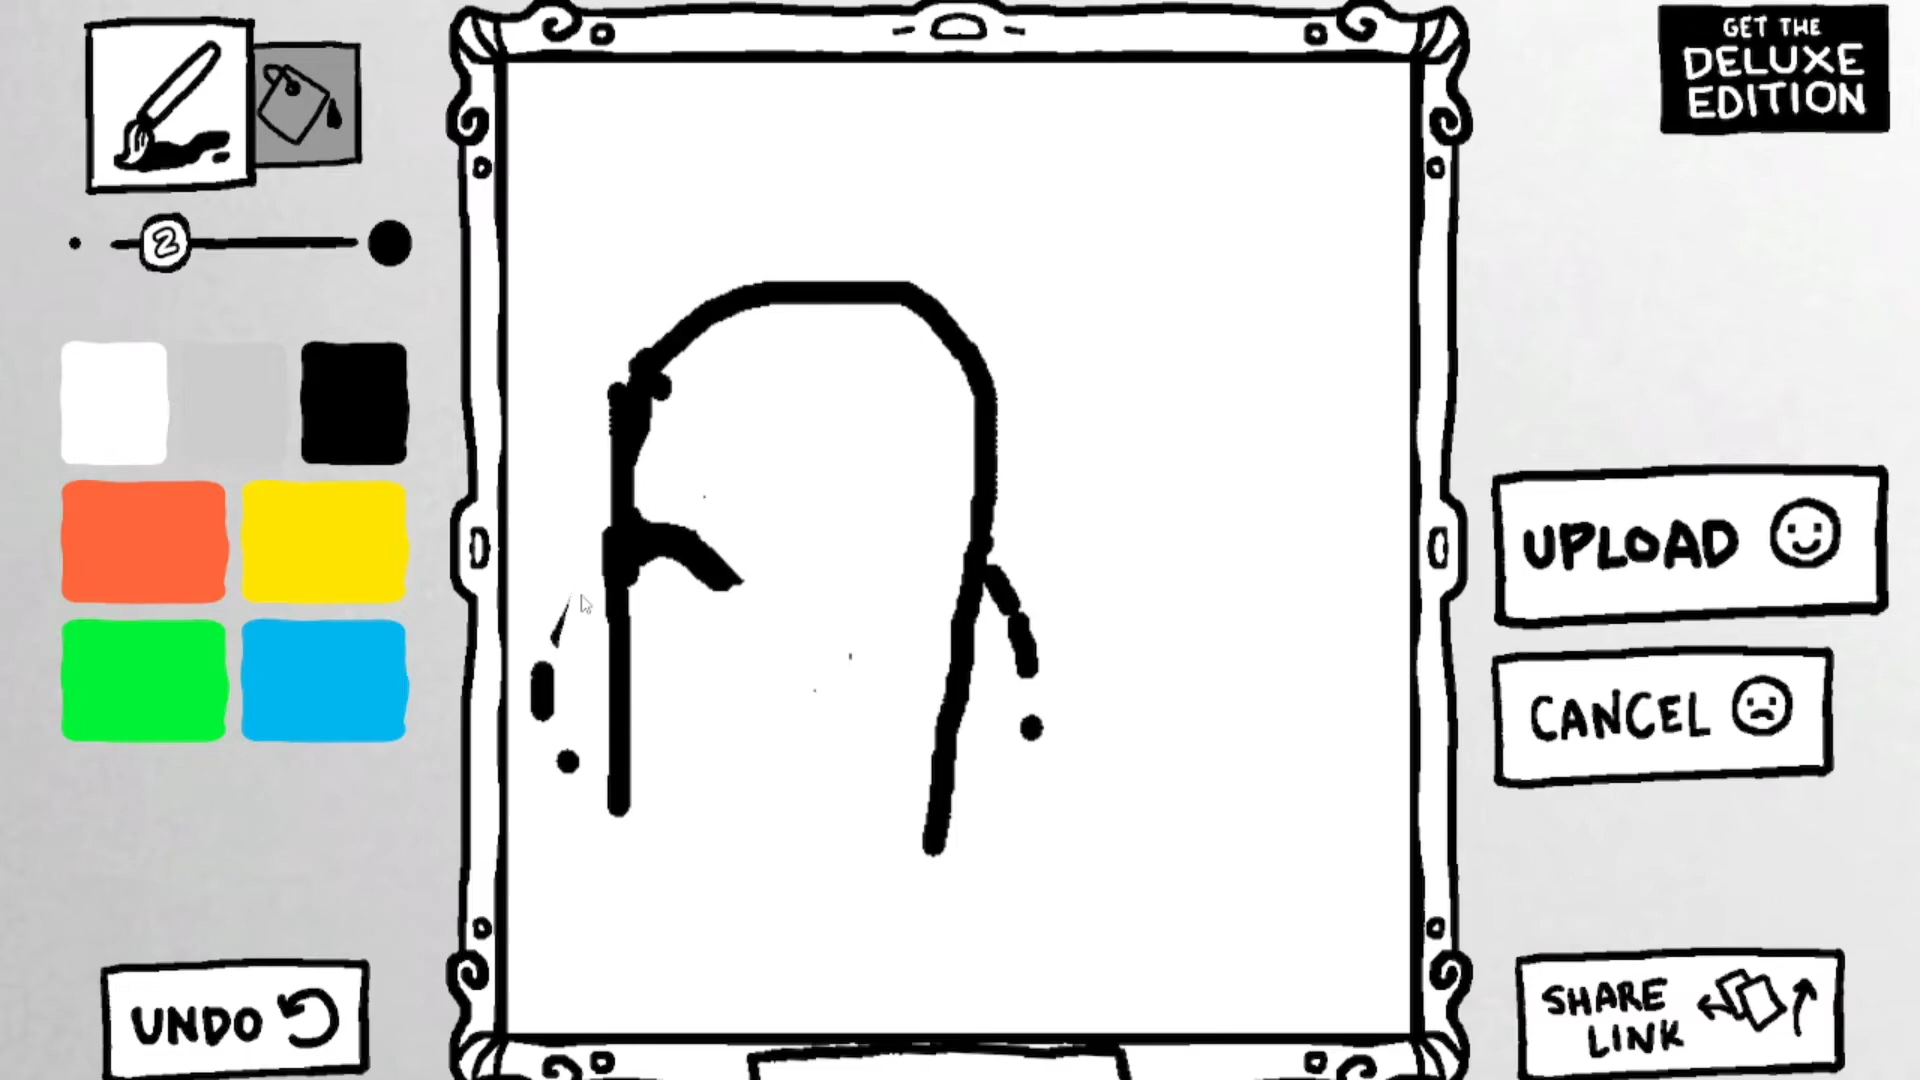 GET THE
DELUXE
EDITION
2
UPLOAD
CANCEL
UNDO
SHARE
LINK